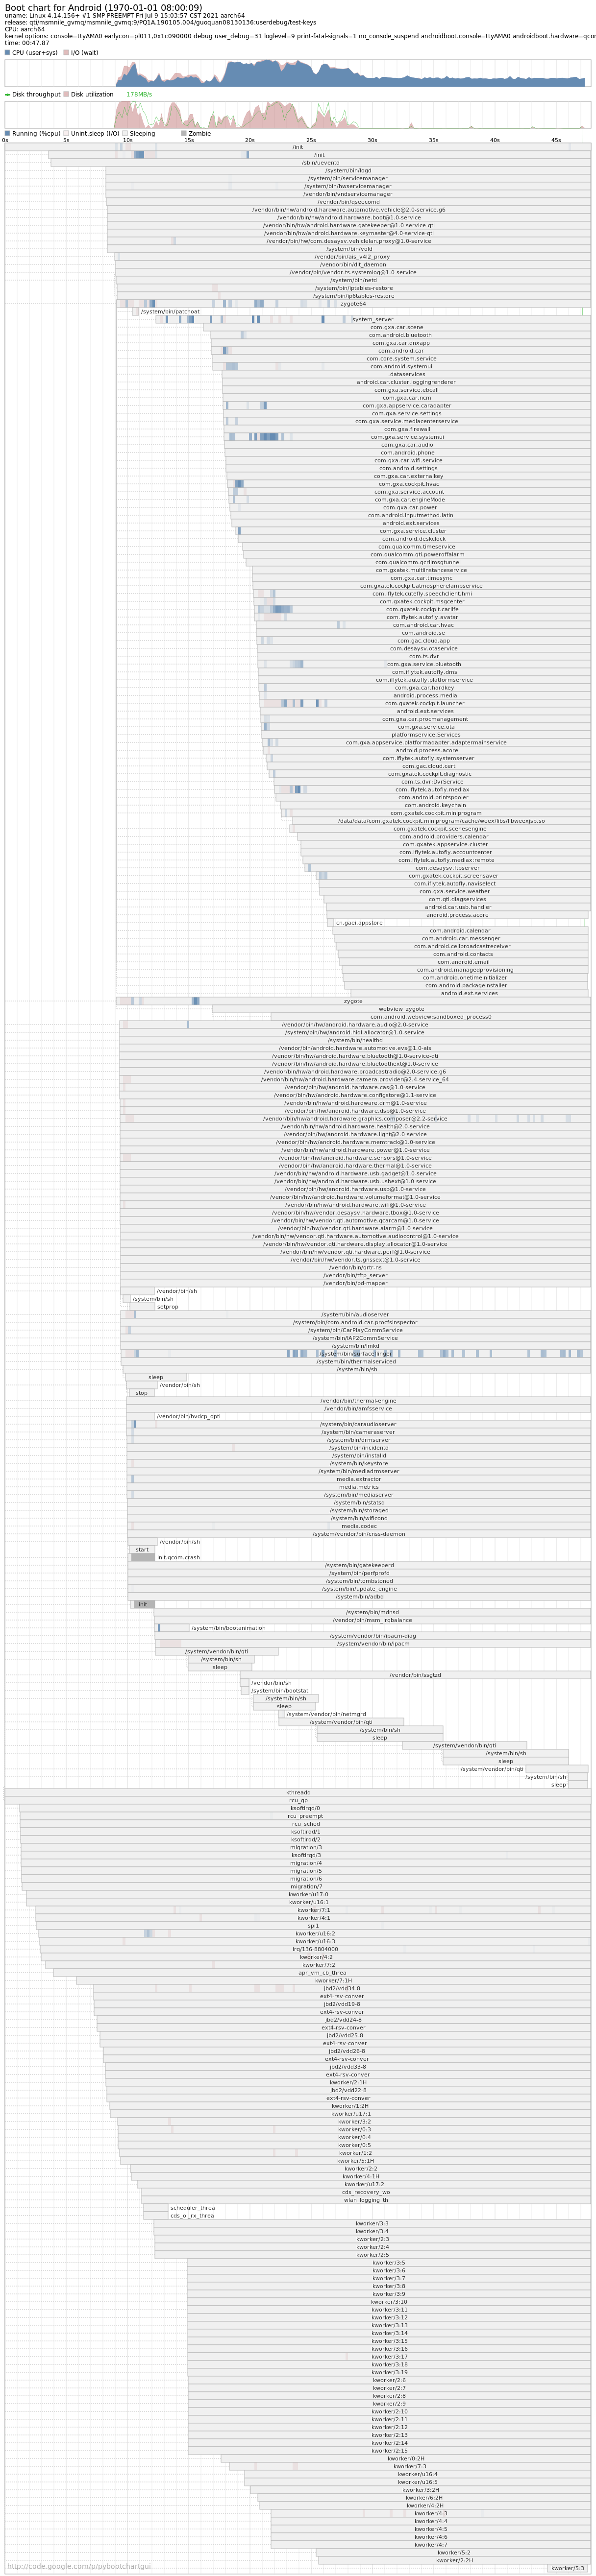 Boot chart for Android (1970-01-01 08:00:09)
uname: Linux 4.14.156+ #1 SMP PREEMPT Fri Jul 9 15:03:57 CST 2021 aarch64
release: qti/msmnile_gvmq/msmnile_gvmq:9/PQ1A.190105.004/guoquan08130136:userdebug/test-keys
CPU: aarch64
kernel options: console=ttyAMA0 earlycon=pl011,0x1c090000 debug user_debug=31 loglevel=9 print-fatal-signals=1 no_console_suspend androidboot.console=ttyAMA0 androidboot.hardware=qcor
time: 00:47.87
CPU (user+sys) I/O (wait)
Disk throughput Disk utilization 178MB/s
Running (%cpu) Unint.sleep (I/O) Sleeping Zombie
0s 5s 10s 15s 20s 25s 30s 35s 40s 45s
/init
/init
/sbin/ueventd
/system/bin/logd
/system/bin/servicemanager
/system/bin/hwservicemanager
/vendor/bin/vndservicemanager
/vendor/bin/qseecomd
/vendor/bin/hw/android.hardware.automotive.vehicle@2.0-service.g6
/vendor/bin/hw/android.hardware.boot@1.0-service
/vendor/bin/hw/android.hardware.gatekeeper@1.0-service-qti
/vendor/bin/hw/android.hardware.keymaster@4.0-service-qti
/vendor/bin/hw/com.desaysv.vehiclelan.proxy@1.0-service
/system/bin/vold
/vendor/bin/ais_v4l2_proxy
/vendor/bin/dlt_daemon
/vendor/bin/vendor.ts.systemlog@1.0-service
/system/bin/netd
/system/bin/iptables-restore
/system/bin/ip6tables-restore
zygote64
/system/bin/patchoat
system_server
com.gxa.car.scene
com.android.bluetooth
com.gxa.car.qnxapp
com.android.car
com.core.system.service
com.android.systemui
.dataservices
android.car.cluster.loggingrenderer
com.gxa.service.ebcall
com.gxa.car.ncm
com.gxa.appservice.caradapter
com.gxa.service.settings
com.gxa.service.mediacenterservice
com.gxa.firewall
com.gxa.service.systemui
com.gxa.car.audio
com.android.phone
com.gxa.car.wifi.service
com.android.settings
com.gxa.car.externalkey
com.gxa.cockpit.hvac
com.gxa.service.account
com.gxa.car.engineMode
com.gxa.car.power
com.android.inputmethod.latin
android.ext.services
com.gxa.service.cluster
com.android.deskclock
com.qualcomm.timeservice
com.qualcomm.qti.poweroffalarm
com.qualcomm.qcrilmsgtunnel
com.gxatek.multiinstanceservice
com.gxa.car.timesync
com.gxatek.cockpit.atmospherelampservice
com.iflytek.cutefly.speechclient.hmi
com.gxatek.cockpit.msgcenter
com.gxatek.cockpit.carlife
com.iflytek.autofly.avatar
com.android.car.hvac
com.android.se
com.gac.cloud.app
com.desaysv.otaservice
com.ts.dvr
com.gxa.service.bluetooth
com.iflytek.autofly.dms
com.iflytek.autofly.platformservice
com.gxa.car.hardkey
android.process.media
com.gxatek.cockpit.launcher
android.ext.services
com.gxa.car.procmanagement
com.gxa.service.ota
platformservice.Services
com.gxa.appservice.platformadapter.adaptermainservice
android.process.acore
com.iflytek.autofly.systemserver
com.gac.cloud.cert
com.gxatek.cockpit.diagnostic
com.ts.dvr.DvrService
com.iflytek.autofly.mediax
com.android.printspooler
com.android.keychain
com.gxatek.cockpit.miniprogram
/data/data/com.gxatek.cockpit.miniprogram/cache/weex/libs/libweexjsb.so
com.gxatek.cockpit.scenesengine
com.android.providers.calendar
com.gxatek.appservice.cluster
com.iflytek.autofly.accountcenter
com.iflytek.autofly.mediax:remote
com.desaysv.ftpserver
com.gxatek.cockpit.screensaver
com.iflytek.autofly.naviselect
com.gxa.service.weather
com.qti.diagservices
android.car.usb.handler
android.process.acore
cn.gaei.appstore
com.android.calendar
com.android.car.messenger
com.android.cellbroadcastreceiver
com.android.contacts
com.android.email
com.android.managedprovisioning
com.android.onetimeinitializer
com.android.packageinstaller
android.ext.services
zygote
webview_zygote
com.android.webview:sandboxed_process0
/vendor/bin/hw/android.hardware.audio@2.0-service
/system/bin/hw/android.hidl.allocator@1.0-service
/system/bin/healthd
/vendor/bin/android.hardware.automotive.evs@1.0-ais
/vendor/bin/hw/android.hardware.bluetooth@1.0-service-qti
/vendor/bin/hw/android.hardware.bluetoothext@1.0-service
/vendor/bin/hw/android.hardware.broadcastradio@2.0-service.g6
/vendor/bin/hw/android.hardware.camera.provider@2.4-service_64
/vendor/bin/hw/android.hardware.cas@1.0-service
/vendor/bin/hw/android.hardware.configstore@1.1-service
/vendor/bin/hw/android.hardware.drm@1.0-service
/vendor/bin/hw/android.hardware.dsp@1.0-service
/vendor/bin/hw/android.hardware.graphics.composer@2.2-service
/vendor/bin/hw/android.hardware.health@2.0-service
/vendor/bin/hw/android.hardware.light@2.0-service
/vendor/bin/hw/android.hardware.memtrack@1.0-service
/vendor/bin/hw/android.hardware.power@1.0-service
/vendor/bin/hw/android.hardware.sensors@1.0-service
/vendor/bin/hw/android.hardware.thermal@1.0-service
/vendor/bin/hw/android.hardware.usb.gadget@1.0-service
/vendor/bin/hw/android.hardware.usb.usbext@1.0-service
/vendor/bin/hw/android.hardware.usb@1.0-service
/vendor/bin/hw/android.hardware.volumeformat@1.0-service
/vendor/bin/hw/android.hardware.wifi@1.0-service
/vendor/bin/hw/vendor.desaysv.hardware.tbox@1.0-service
/vendor/bin/hw/vendor.qti.automotive.qcarcam@1.0-service
/vendor/bin/hw/vendor.qti.hardware.alarm@1.0-service
/vendor/bin/hw/vendor.qti.hardware.automotive.audiocontrol@1.0-service
/vendor/bin/hw/vendor.qti.hardware.display.allocator@1.0-service
/vendor/bin/hw/vendor.qti.hardware.perf@1.0-service
/vendor/bin/hw/vendor.ts.gnssext@1.0-service
/vendor/bin/qrtr-ns
/vendor/bin/tftp_server
/vendor/bin/pd-mapper
/vendor/bin/sh
/system/bin/sh
setprop
/system/bin/audioserver
/system/bin/com.android.car.procfsinspector
/system/bin/CarPlayCommService
/system/bin/IAP2CommService
/system/bin/lmkd
/system/bin/surfaceflinger
/system/bin/thermalserviced
/system/bin/sh
sleep
/vendor/bin/sh
stop
/vendor/bin/thermal-engine
/vendor/bin/amfsservice
/vendor/bin/hvdcp_opti
/system/bin/caraudioserver
/system/bin/cameraserver
/system/bin/drmserver
/system/bin/incidentd
/system/bin/installd
/system/bin/keystore
/system/bin/mediadrmserver
media.extractor
media.metrics
/system/bin/mediaserver
/system/bin/statsd
/system/bin/storaged
/system/bin/wificond
media.codec
/system/vendor/bin/cnss-daemon
/vendor/bin/sh
start
init.qcom.crash
/system/bin/gatekeeperd
/system/bin/perfprofd
/system/bin/tombstoned
/system/bin/update_engine
/system/bin/adbd
init
/system/bin/mdnsd
/vendor/bin/msm_irqbalance
/system/bin/bootanimation
/system/vendor/bin/ipacm-diag
/system/vendor/bin/ipacm
/system/vendor/bin/qti
/system/bin/sh
sleep
/vendor/bin/ssgtzd
/vendor/bin/sh
/system/bin/bootstat
/system/bin/sh
sleep
/system/vendor/bin/netmgrd
/system/vendor/bin/qti
/system/bin/sh
sleep
/system/vendor/bin/qti
/system/bin/sh
sleep
/system/vendor/bin/qti
/system/bin/sh
sleep
kthreadd
rcu_gp
ksoftirqd/0
rcu_preempt
rcu_sched
ksoftirqd/1
ksoftirqd/2
migration/3
ksoftirqd/3
migration/4
migration/5
migration/6
migration/7
kworker/u17:0
kworker/u16:1
kworker/7:1
kworker/4:1
spi1
kworker/u16:2
kworker/u16:3
irq/136-8804000
kworker/4:2
kworker/7:2
apr_vm_cb_threa
kworker/7:1H
jbd2/vdd34-8
ext4-rsv-conver
jbd2/vdd19-8
ext4-rsv-conver
jbd2/vdd24-8
ext4-rsv-conver
jbd2/vdd25-8
ext4-rsv-conver
jbd2/vdd26-8
ext4-rsv-conver
jbd2/vdd33-8
ext4-rsv-conver
kworker/2:1H
jbd2/vdd22-8
ext4-rsv-conver
kworker/1:2H
kworker/u17:1
kworker/3:2
kworker/0:3
kworker/0:4
kworker/0:5
kworker/1:2
kworker/5:1H
kworker/2:2
kworker/4:1H
kworker/u17:2
cds_recovery_wo
wlan_logging_th
scheduler_threa
cds_ol_rx_threa
kworker/3:3
kworker/3:4
kworker/2:3
kworker/2:4
kworker/2:5
kworker/3:5
kworker/3:6
kworker/3:7
kworker/3:8
kworker/3:9
kworker/3:10
kworker/3:11
kworker/3:12
kworker/3:13
kworker/3:14
kworker/3:15
kworker/3:16
kworker/3:17
kworker/3:18
kworker/3:19
kworker/2:6
kworker/2:7
kworker/2:8
kworker/2:9
kworker/2:10
kworker/2:11
kworker/2:12
kworker/2:13
kworker/2:14
kworker/2:15
kworker/0:2H
kworker/7:3
kworker/u16:4
kworker/u16:5
kworker/3:2H
kworker/6:2H
kworker/4:2H
kworker/4:3
kworker/4:4
kworker/4:5
kworker/4:6
kworker/4:7
kworker/5:2
kworker/2:2H
kworker/5:3
http://code.google.com/p/pybootchartgui